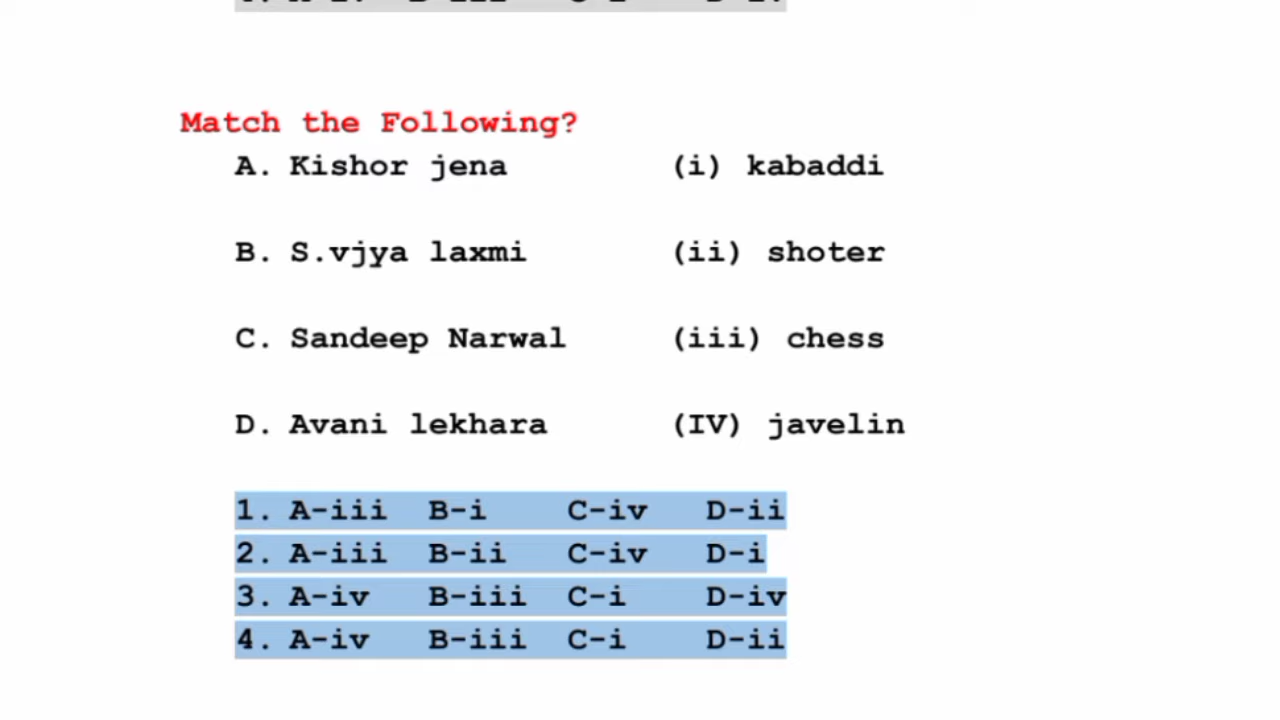 Match the Following?
A. Kishor jena (i) kabaddi
B. S.vjya laxmi (ii) shoter
C. Sandeep Narwal (iii) chess
D. Avani lekhara (IV) javelin
1. A-iii B-i C-iv D-ii
2. A-iii B-ii C-iv D-i
3. A-iv B-iii C-i D-iv
4. A-iv B-iii C-i D-ii